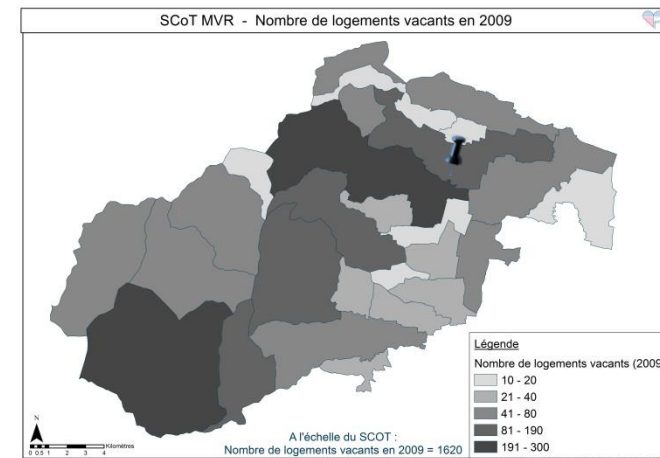 SCoT MVR - Nombre de logements vacants en 2009
Légende
Nombre de logements vacants (2009
10 - 20
21 - 40
41 - 80
81 - 190
191 - 300
N
0 0.5 1 2 3 4
Kilomètres
A l'échelle du SCOT :
Nombre de logements vacants en 2009 = 1620